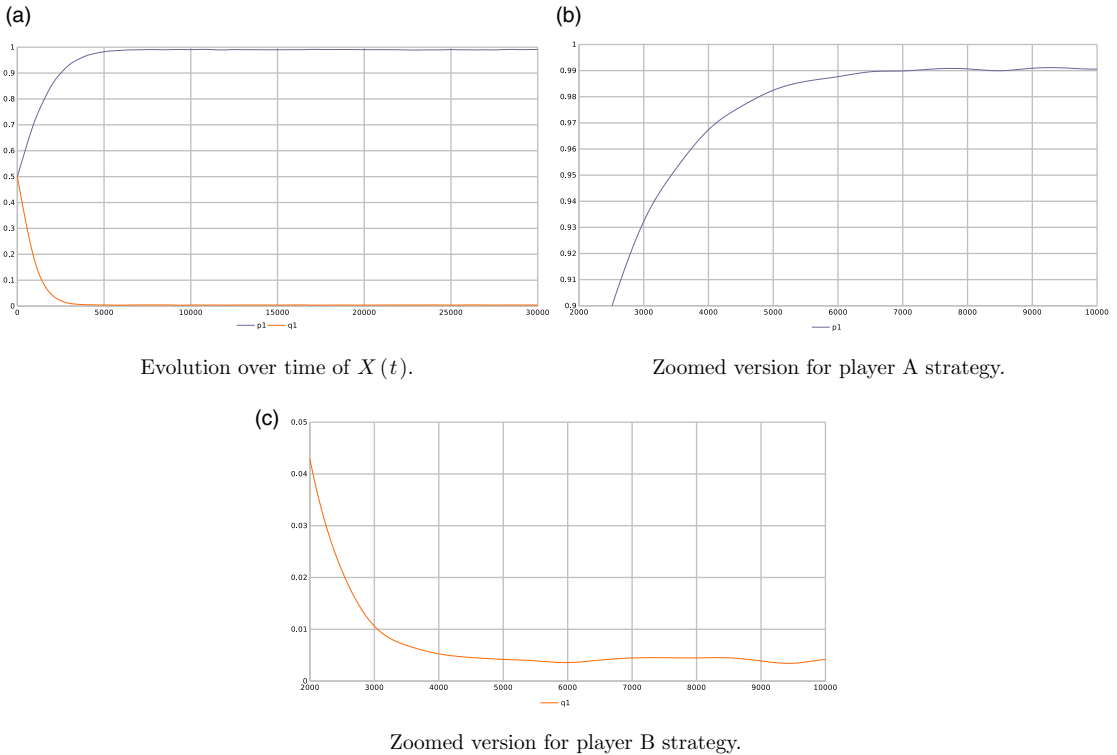 (a)
1
0.9
0.8
0.7
0.6
0.5
0.4
0.3
0.2
0.1
0
0 5000 10000 15000 20000 25000 30000
p1 q1
Evolution over time of X(t).
(b)
1
0.99
0.98
0.97
0.96
0.95
0.94
0.93
0.92
0.91
0.9
2000 3000 4000 5000 6000 7000 8000 9000 10000
p1
Zoomed version for player A strategy.
(c)
0.05
0.04
0.03
0.02
0.01
0
2000 3000 4000 5000 6000 7000 8000 9000 10000
q1
Zoomed version for player B strategy.